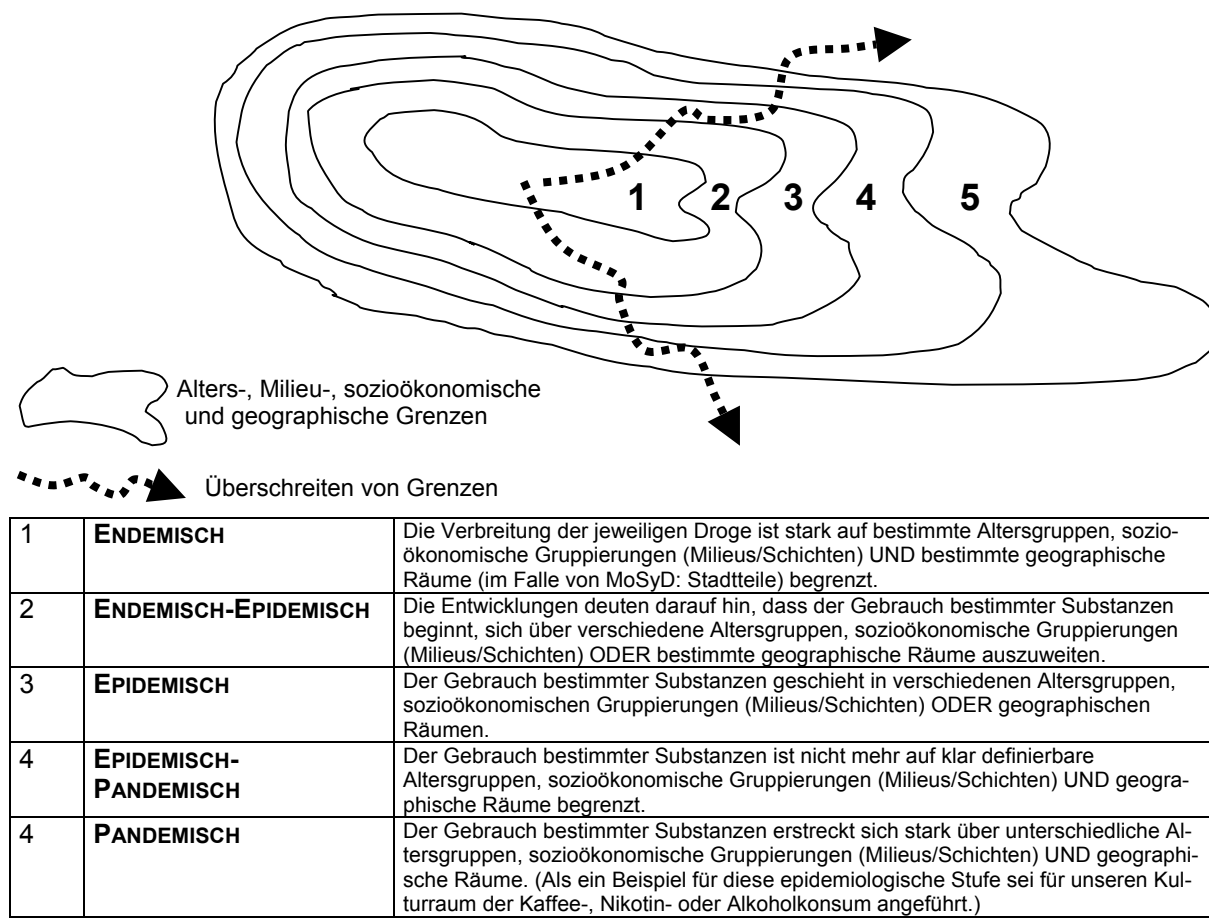 1 2 3 4 5
Alters-, Milieu-, sozioökonomische
und geographische Grenzen
Überschreiten von Grenzen
1 ENDEMISCH Die Verbreitung der jeweiligen Droge ist stark auf bestimmte Altersgruppen, sozio-
ökonomische Gruppierungen (Milieus/Schichten) UND bestimmte geographische
Räume (im Falle von MoSyD: Stadtteile) begrenzt.
2 ENDEMISCH-EPIDEMISCH Die Entwicklungen deuten darauf hin, dass der Gebrauch bestimmter Substanzen
beginnt, sich über verschiedene Altersgruppen, sozioökonomische Gruppierungen
(Milieus/Schichten) ODER bestimmte geographische Räume auszuweiten.
3 EPIDEMISCH Der Gebrauch bestimmter Substanzen geschieht in verschiedenen Altersgruppen,
sozioökonomischen Gruppierungen (Milieus/Schichten) ODER geographischen
Räumen.
4 EPIDEMISCH- Der Gebrauch bestimmter Substanzen ist nicht mehr auf klar definierbare
PANDEMISCH Altersgruppen, sozioökonomische Gruppierungen (Milieus/Schichten) UND geogra-
phische Räume begrenzt.
4 PANDEMISCH Der Gebrauch bestimmter Substanzen erstreckt sich stark über unterschiedliche Al-
tersgruppen, sozioökonomische Gruppierungen (Milieus/Schichten) UND geographi-
sche Räume. (Als ein Beispiel für diese epidemiologische Stufe sei für unseren Kul-
turraum der Kaffee-, Nikotin- oder Alkoholkonsum angeführt.)